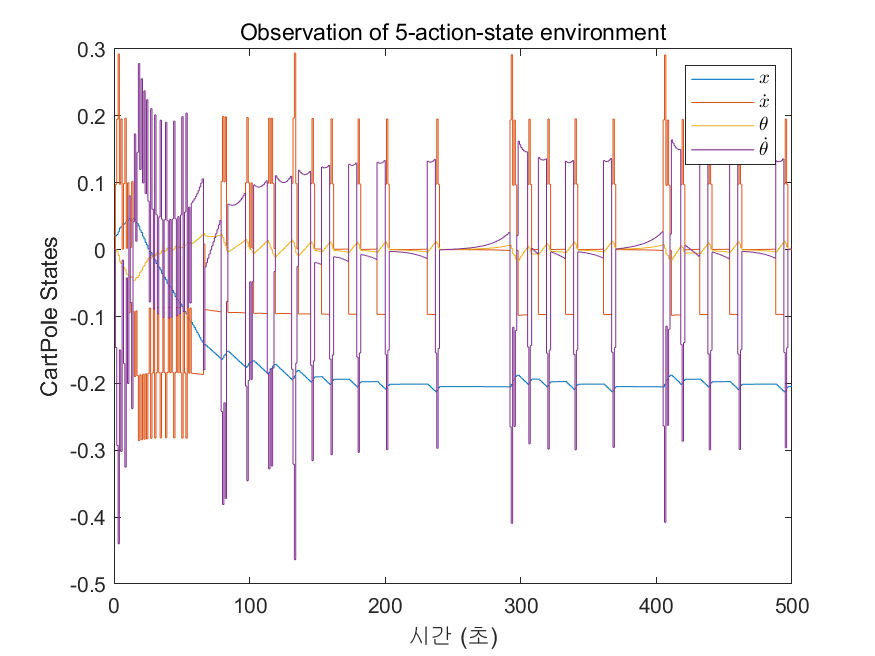 Observation of 5-action-state environment
0.3
0.2
0.1
0
-0.1
-0.2
-0.3
-0.4
-0.5
CartPole States
x
ẋ
θ
θ̇
0 100 200 300 400 500
시간 (초)